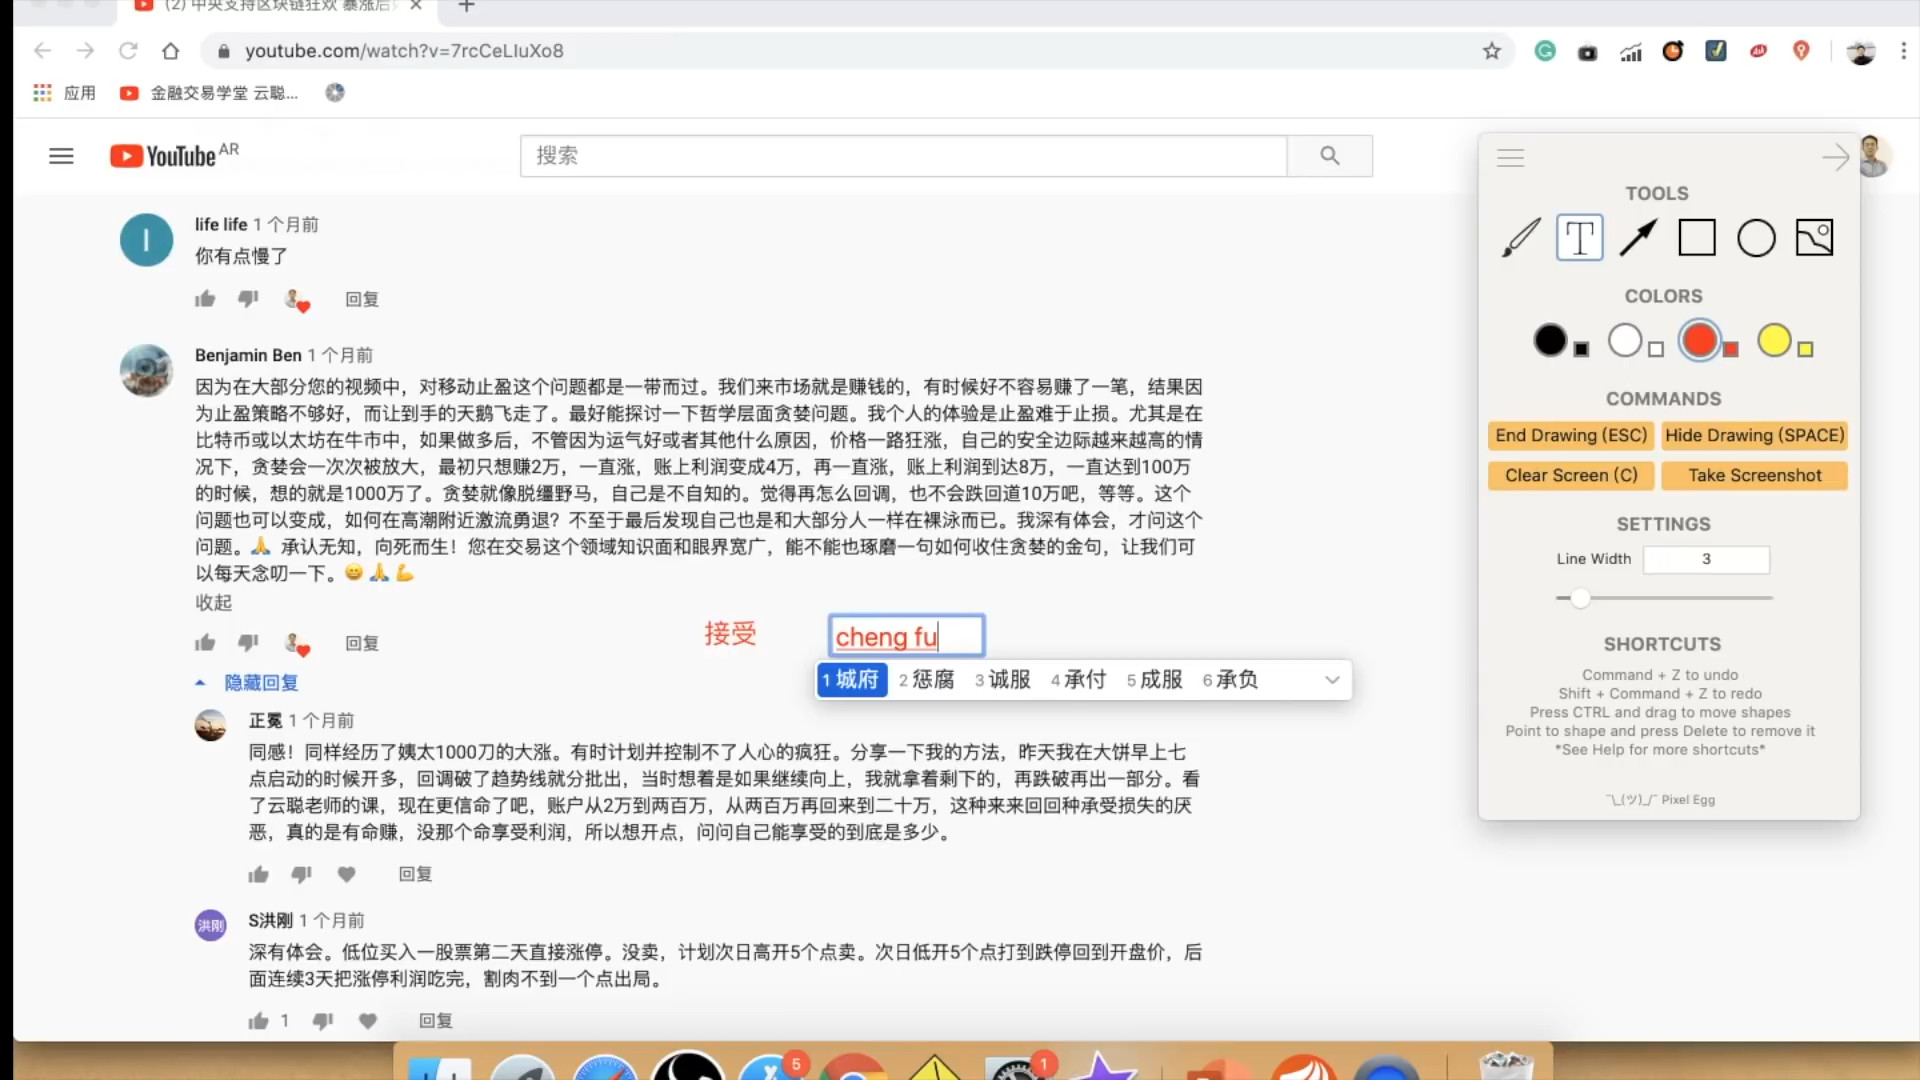 (2) 中央支持区块链狂欢 暴涨后
youtube.com/watch?v=7rcCeLIuXo8
应用
金融交易学堂 云聪...
YouTube AR
搜索
life life 1 个月前
你有点慢了
回复
Benjamin Ben 1 个月前
因为在大部分您的视频中，对移动止盈这个问题都是一带而过。我们来市场就是赚钱的，有时候好不容易赚了一笔，结果因
为止盈策略不够好，而让到手的天鹅飞走了。最好能探讨一下哲学层面贪婪问题。我个人的体验是止盈难于止损。尤其是在
比特币或以太坊在牛市中，如果做多后，不管因为运气好或者其他什么原因，价格一路狂涨，自己的安全边际越来越高的情
况下，贪婪会一次次被放大，最初只想赚2万，一直涨，账上利润变成4万，再一直涨，账上利润到达8万，一直达到100万
的时候，想的就是1000万了。贪婪就像脱缰野马，自己是不自知的。觉得再怎么回调，也不会跌回道10万吧，等等。这个
问题也可以变成，如何在高潮附近激流勇退？不至于最后发现自己也是和大部分人一样在裸泳而已。我深有体会，才问这个
问题。🙏 承认无知，向死而生！您在交易这个领域知识面和眼界宽广，能不能也琢磨一句如何收住贪婪的金句，让我们可
以每天念叨一下。😄🙏💪
收起
回复
接受
cheng fu
1 城府 2 惩腐 3 诚服 4 承付 5 成服 6 承负
隐藏回复
正冕 1 个月前
同感！同样经历了姨太1000刀的大涨。有时计划并控制不了人心的疯狂。分享一下我的方法，昨天我在大饼早上七
点启动的时候开多，回调破了趋势线就分批出，当时想着是如果继续向上，我就拿着剩下的，再跌破再出一部分。看
了云聪老师的课，现在更信命了吧，账户从2万到两百万，从两百万再回来到二十万，这种来来回回种承受损失的厌
恶，真的是有命赚，没那个命享受利润，所以想开点，问问自己能享受的到底是多少。
回复
洪刚
S洪刚 1 个月前
深有体会。低位买入一股票第二天直接涨停。没卖，计划次日高开5个点卖。次日低开5个点打到跌停回到开盘价，后
面连续3天把涨停利润吃完，割肉不到一个点出局。
1 回复
TOOLS
COLORS
COMMANDS
End Drawing (ESC) Hide Drawing (SPACE)
Clear Screen (C) Take Screenshot
SETTINGS
Line Width 3
SHORTCUTS
Command + Z to undo
Shift + Command + Z to redo
Press CTRL and drag to move shapes
Point to shape and press Delete to remove it
*See Help for more shortcuts*
¯\_(ツ)_/¯ Pixel Egg
5
1